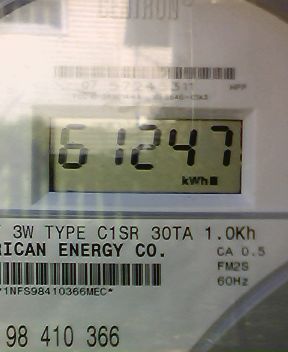 CENTRON
61247
kWh
3W TYPE C1SR 30TA 1.0Kh
RICAN ENERGY CO.
CA 0.5
FM2S
60Hz
*1NFS98410366MEC*
98 410 366